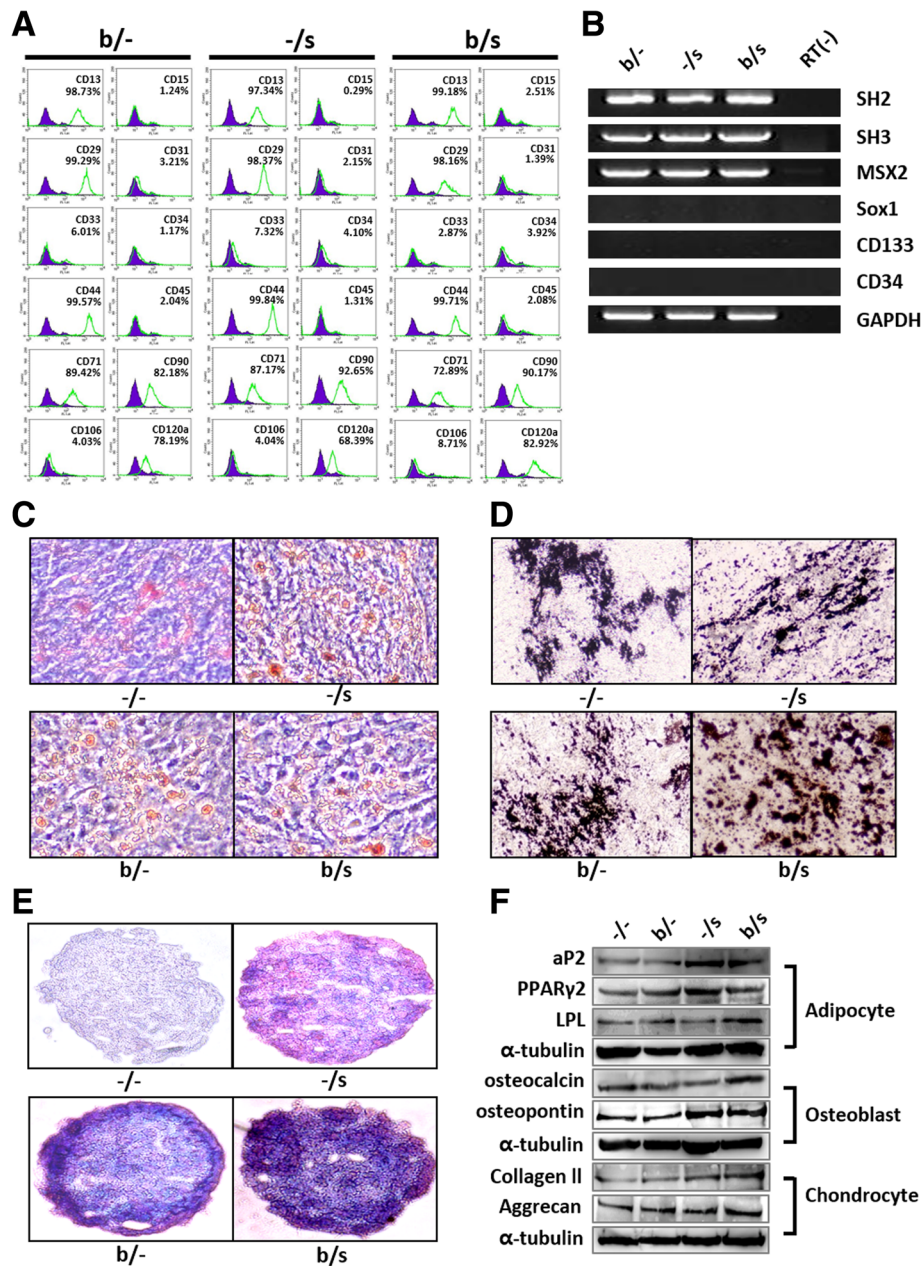 A
b/-
-/s
b/s
CD13
98.73%
CD15
1.24%
CD13
97.34%
CD15
0.29%
CD13
99.18%
CD15
2.51%
CD29
99.29%
CD31
3.21%
CD29
98.37%
CD31
2.15%
CD29
98.16%
CD31
1.39%
CD33
6.01%
CD34
1.17%
CD33
7.32%
CD34
4.10%
CD33
2.87%
CD34
3.92%
CD44
99.57%
CD45
2.04%
CD44
99.84%
CD45
1.31%
CD44
99.71%
CD45
2.08%
CD71
89.42%
CD90
82.18%
CD71
87.17%
CD90
92.65%
CD71
72.89%
CD90
90.17%
CD106
4.03%
CD120a
78.19%
CD106
4.04%
CD120a
68.39%
CD106
8.71%
CD120a
82.92%
B
b/- -/s b/s RT(-)
SH2
SH3
MSX2
Sox1
CD133
CD34
GAPDH
C
-/- -/s
b/- b/s
D
-/- -/s
b/- b/s
E
-/- -/s
b/- b/s
F
-/- b/- -/s b/s
aP2
PPARγ2
LPL
α-tubulin
Adipocyte
osteocalcin
osteopontin
α-tubulin
Osteoblast
Collagen II
Aggrecan
α-tubulin
Chondrocyte